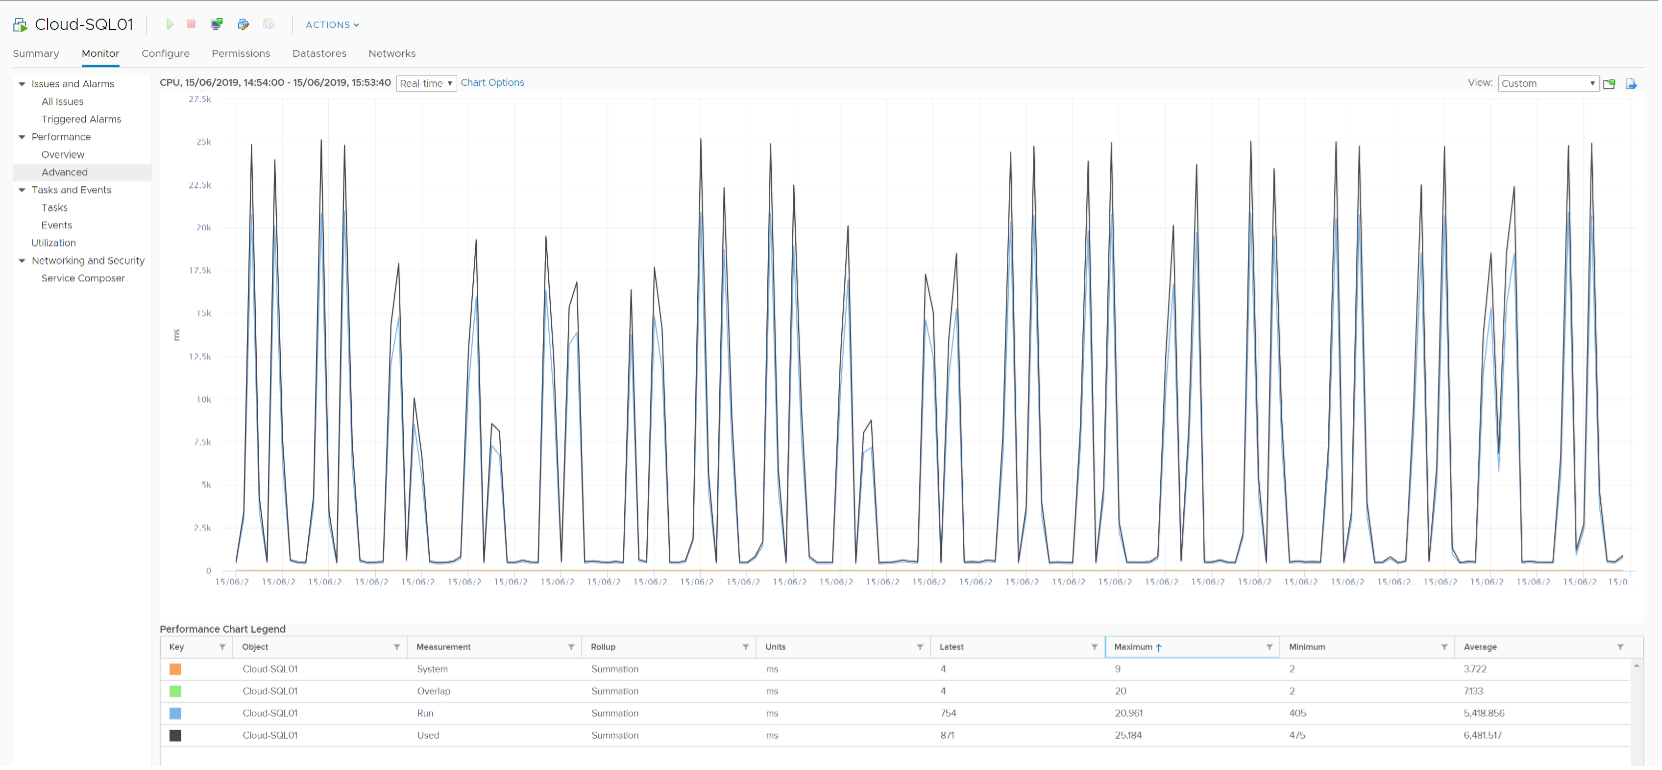 Cloud-SQL01 ACTIONS
Summary Monitor Configure Permissions Datastores Networks
Issues and Alarms
All Issues
Triggered Alarms
Performance
Overview
Advanced
Tasks and Events
Tasks
Events
Utilization
Networking and Security
Service Composer
CPU, 15/06/2019, 14:54:00 - 15/06/2019, 15:53:40 Real-time Chart Options View: Custom
27.5k
25k
22.5k
20k
17.5k
15k
12.5k
10k
7.5k
5k
2.5k
0
ms
15/06/2 15/06/2 15/06/2 15/06/2 15/06/2 15/06/2 15/06/2 15/06/2 15/06/2 15/06/2 15/06/2 15/06/2 15/06/2 15/06/2 15/06/2 15/06/2 15/06/2 15/06/2 15/06/2 15/06/2 15/06/2 15/06/2 15/06/2 15/06/2 15/06/2 15/06/2 15/06/2 15/06/2 15/06/2 15/06/2 15/0
Performance Chart Legend
Key Object Measurement Rollup Units Latest Maximum Minimum Average
Cloud-SQL01 System Summation ms 4 9 2 3.722
Cloud-SQL01 Overlap Summation ms 4 20 2 7.133
Cloud-SQL01 Run Summation ms 754 20,961 405 5,418.856
Cloud-SQL01 Used Summation ms 871 25,184 475 6,481.517